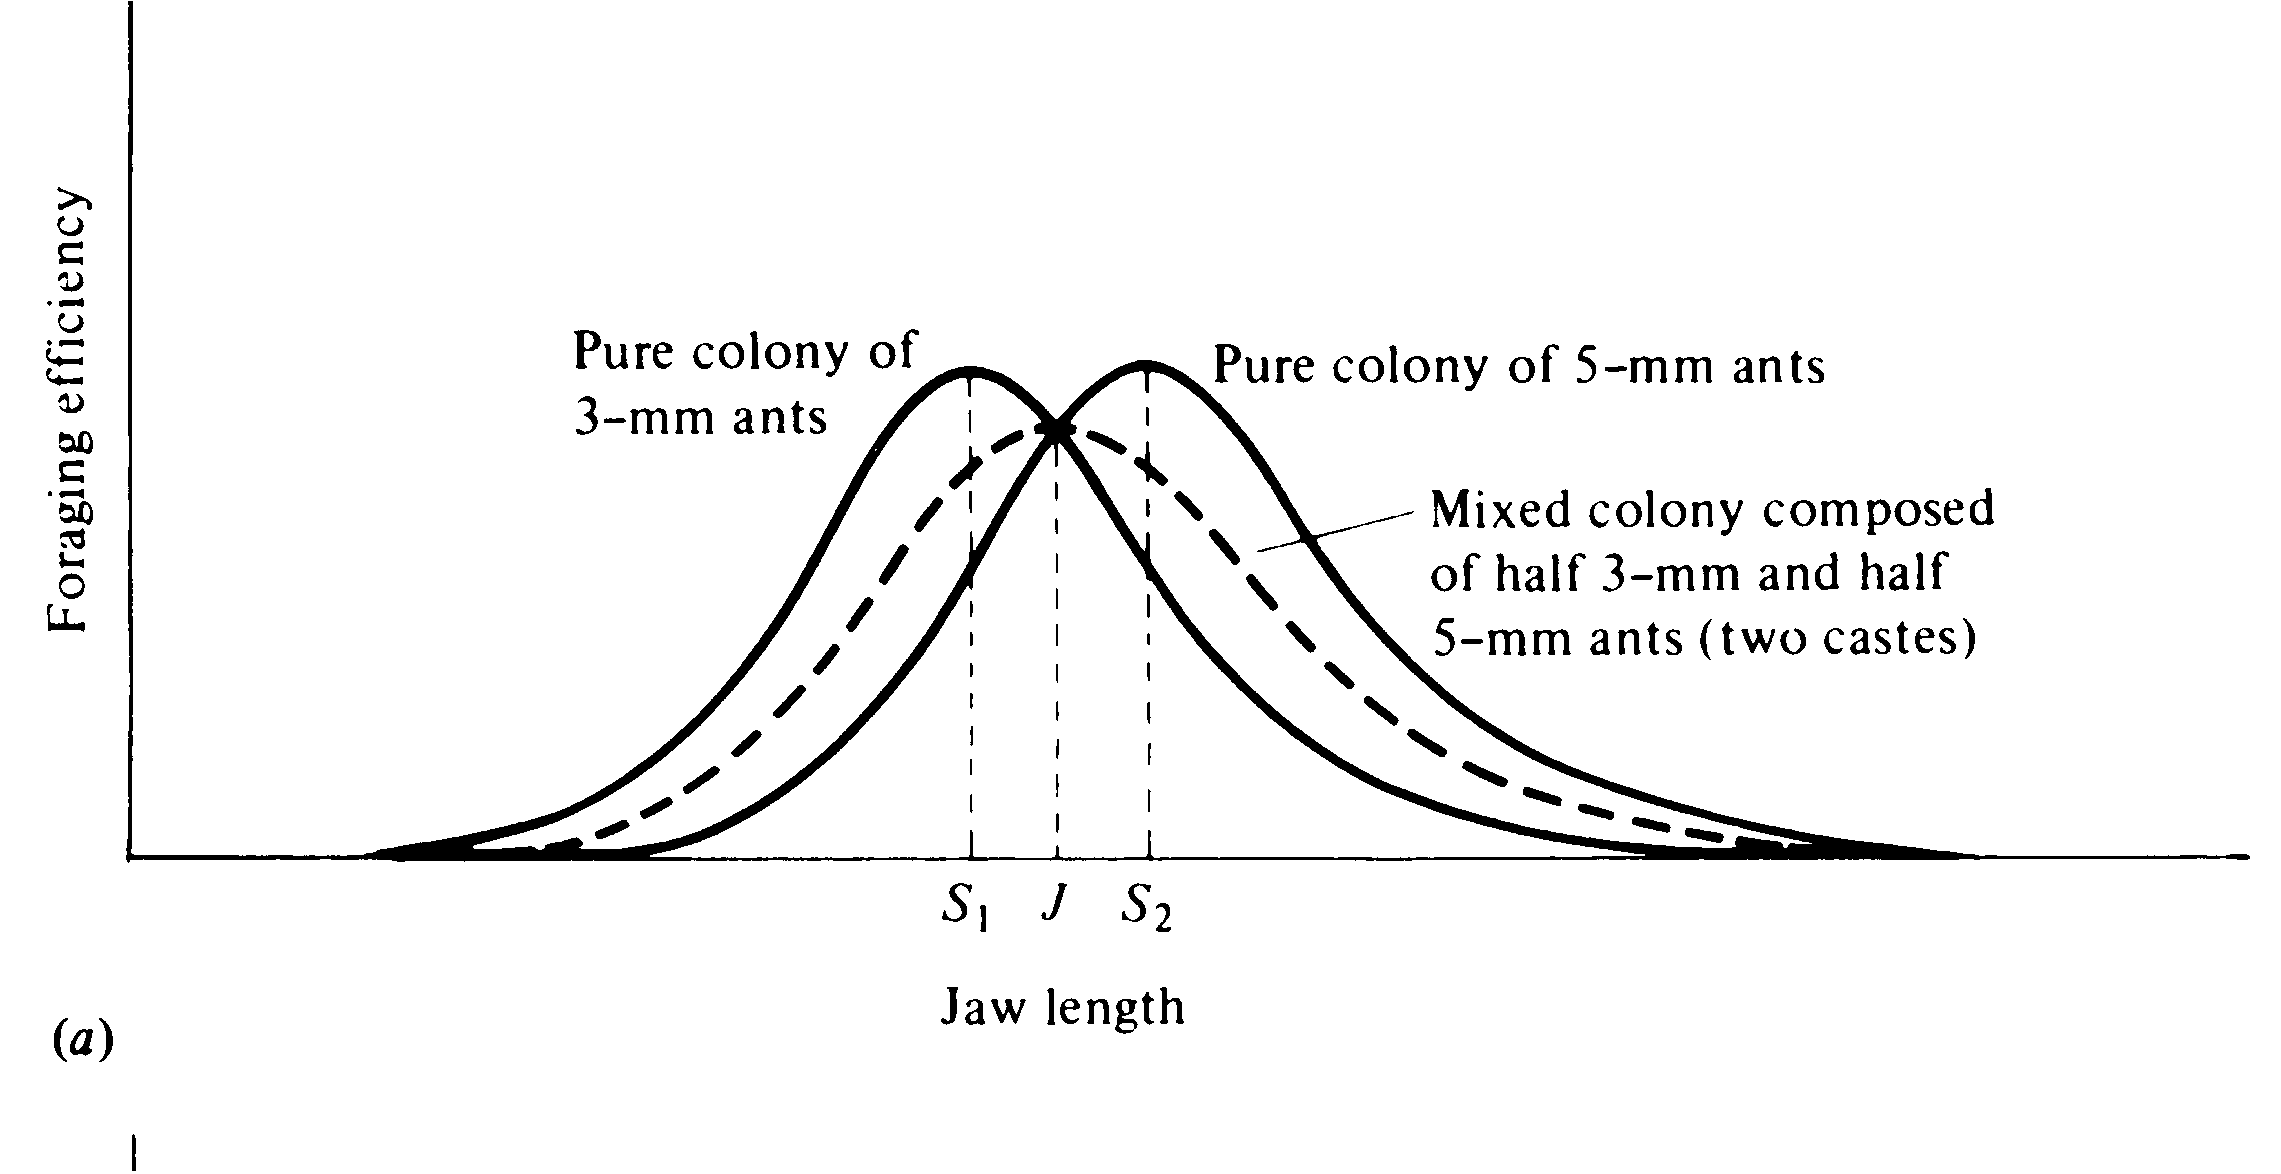 Foraging efficiency
Pure colony of
3-mm ants
Pure colony of 5-mm ants
Mixed colony composed
of half 3-mm and half
5-mm ants (two castes)
S1 J S2
Jaw length
(a)